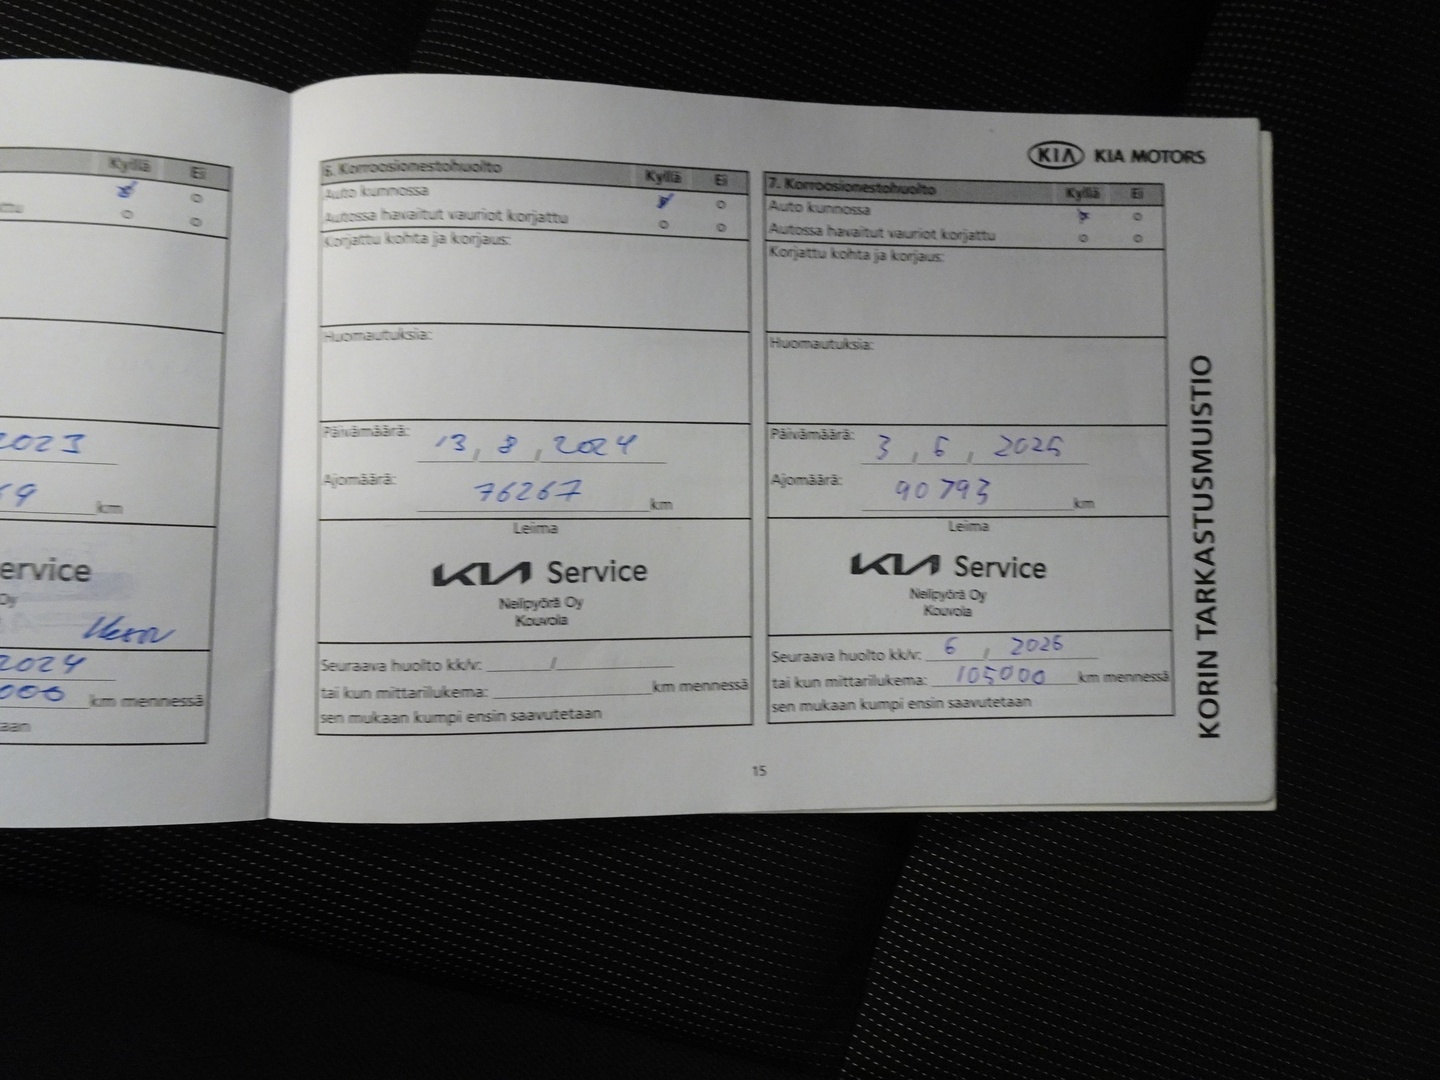 Kyllä Ei
2023
69 km
ervice
Oy
2024
000 km mennessä
aan
6. Korroosionestohuolto Kyllä Ei
Auto kunnossa
Autossa havaitut vauriot korjattu
Korjattu kohta ja korjaus:
Huomautuksia:
Päivämäärä: 13, 8, 2024
Ajomäärä: 76267 km
Leima
KIA Service
Nelipyörä Oy
Kouvola
Seuraava huolto kk/v: /
tai kun mittarilukema: km mennessä
sen mukaan kumpi ensin saavutetaan
KIA KIA MOTORS
7. Korroosionestohuolto Kyllä Ei
Auto kunnossa
Autossa havaitut vauriot korjattu
Korjattu kohta ja korjaus:
Huomautuksia:
Päivämäärä: 3, 6, 2025
Ajomäärä: 90793 km
Leima
KIA Service
Nelipyörä Oy
Kouvola
Seuraava huolto kk/v: 6 / 2026
tai kun mittarilukema: 105000 km mennessä
sen mukaan kumpi ensin saavutetaan
KORIN TARKASTUSMUISTIO
15